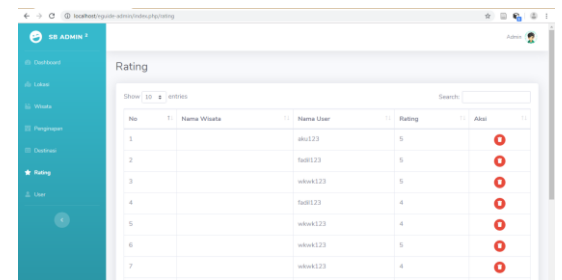 localhost/eguide-admin/index.php/rating
SB ADMIN 2
Admin
Dashboard
Lokasi
Wisata
Penginapan
Destinasi
Rating
User
Rating
Show 10 entries
Search:
No Nama Wisata Nama User Rating Aksi
1 aku123 5
2 fadil123 5
3 wkwk123 5
4 fadil123 4
5 wkwk123 4
6 wkwk123 5
7 wkwk123 4